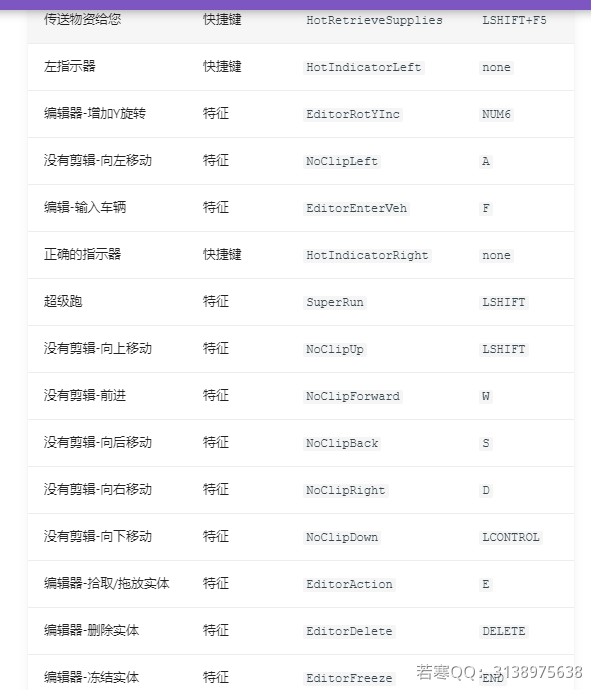 传送物资给您 快捷键 HotRetrieveSupplies LSHIFT+F5
左指示器 快捷键 HotIndicatorLeft none
编辑器-增加Y旋转 特征 EditorRotYInc NUM6
没有剪辑-向左移动 特征 NoClipLeft A
编辑-输入车辆 特征 EditorEnterVeh F
正确的指示器 快捷键 HotIndicatorRight none
超级跑 特征 SuperRun LSHIFT
没有剪辑-向上移动 特征 NoClipUp LSHIFT
没有剪辑-前进 特征 NoClipForward W
没有剪辑-向后移动 特征 NoClipBack S
没有剪辑-向右移动 特征 NoClipRight D
没有剪辑-向下移动 特征 NoClipDown LCONTROL
编辑器-拾取/拖放实体 特征 EditorAction E
编辑器-删除实体 特征 EditorDelete DELETE
编辑器-冻结实体 特征 EditorFreeze END
若寒QQ：3138975638